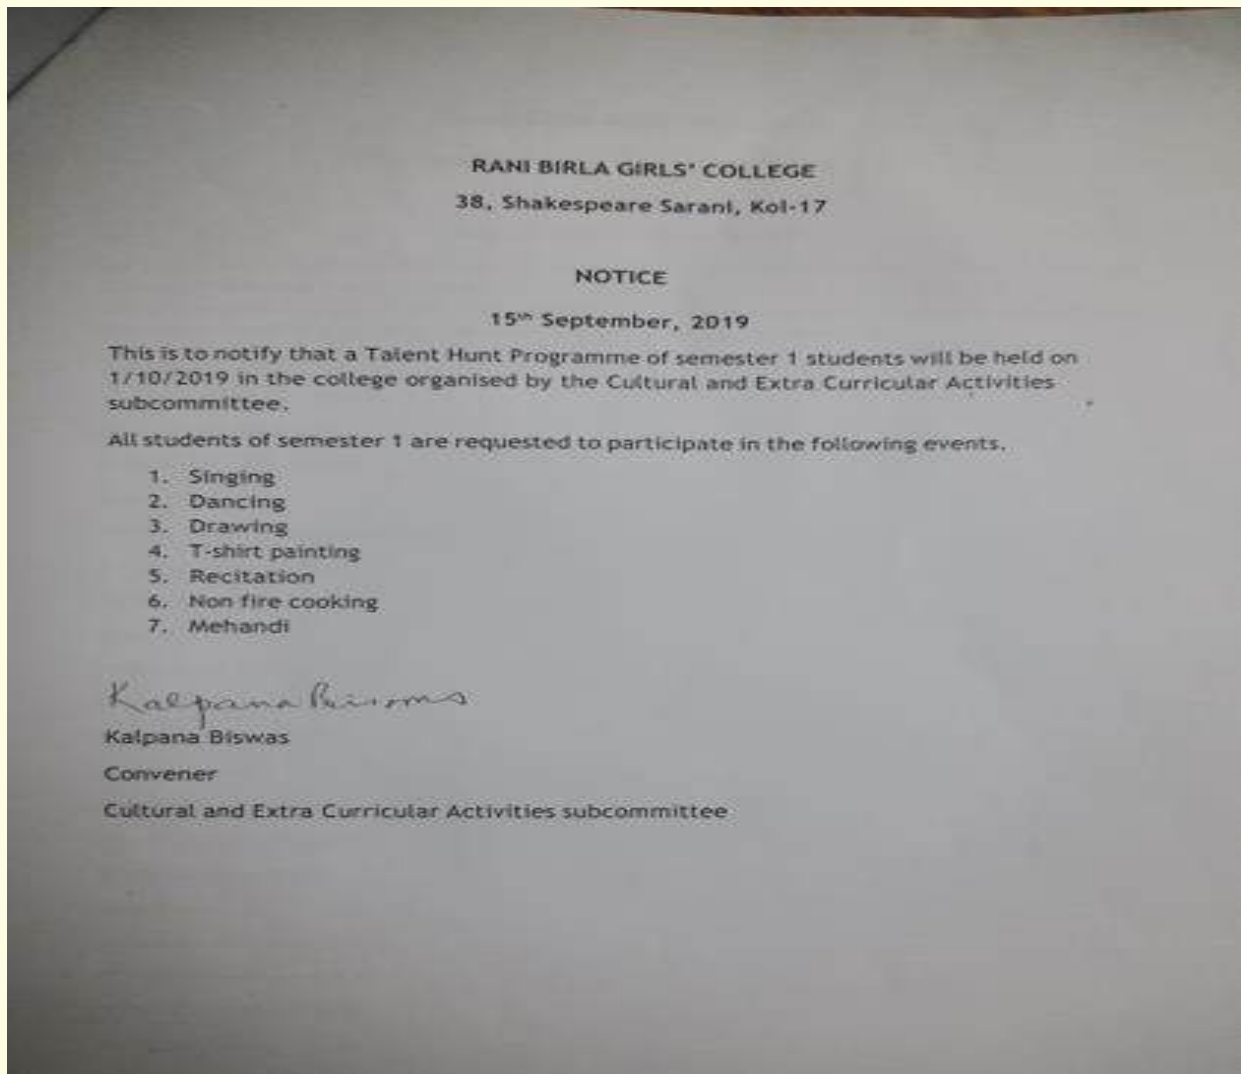 RANI BIRLA GIRLS' COLLEGE
38, Shakespeare Sarani, Kol-17
NOTICE
15th September, 2019
This is to notify that a Talent Hunt Programme of semester 1 students will be held on
1/10/2019 in the college organised by the Cultural and Extra Curricular Activities
subcommittee.
All students of semester 1 are requested to participate in the following events.
1. Singing
2. Dancing
3. Drawing
4. T-shirt painting
5. Recitation
6. Non fire cooking
7. Mehandi
Kalpana Biswas
Kalpana Biswas
Convener
Cultural and Extra Curricular Activities subcommittee